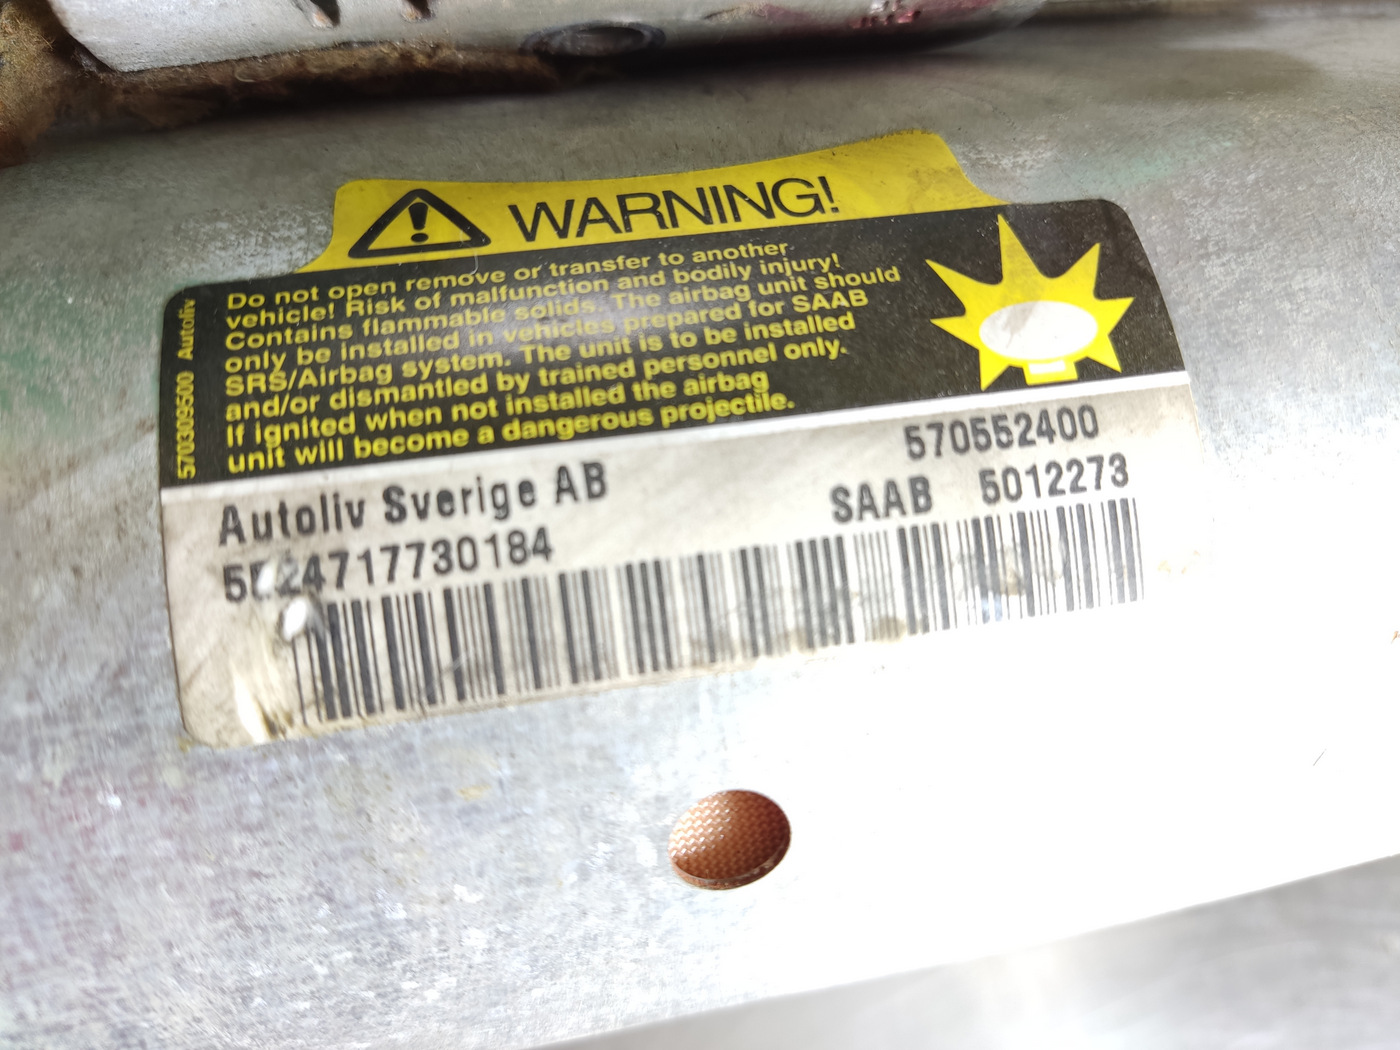 WARNING!
Do not open remove or transfer to another
vehicle! Risk of malfunction and bodily injury!
Contains flammable solids. The airbag unit should
only be installed in vehicles prepared for SAAB
SRS/Airbag system. The unit is to be installed
and/or dismantled by trained personnel only.
If ignited when not installed the airbag
unit will become a dangerous projectile.
570309500 Autoliv
570552400
Autoliv Sverige AB
SAAB 5012273